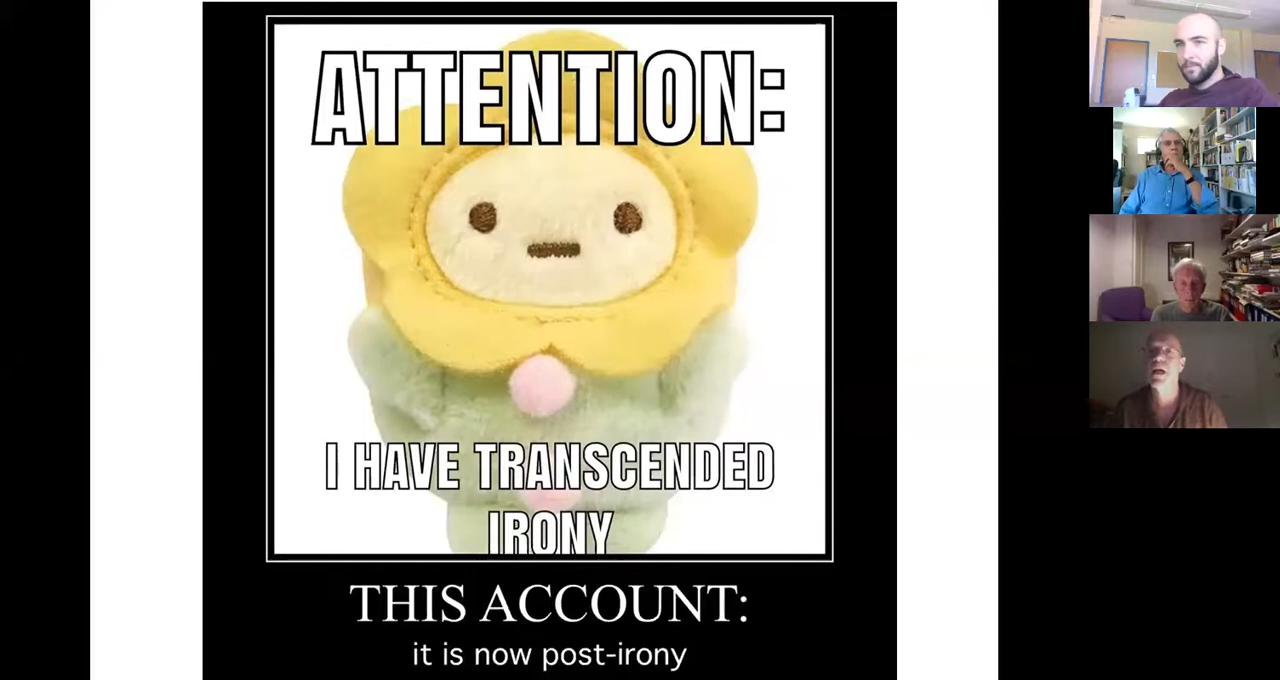 ATTENTION:
I HAVE TRANSCENDED
IRONY
THIS ACCOUNT:
it is now post-irony